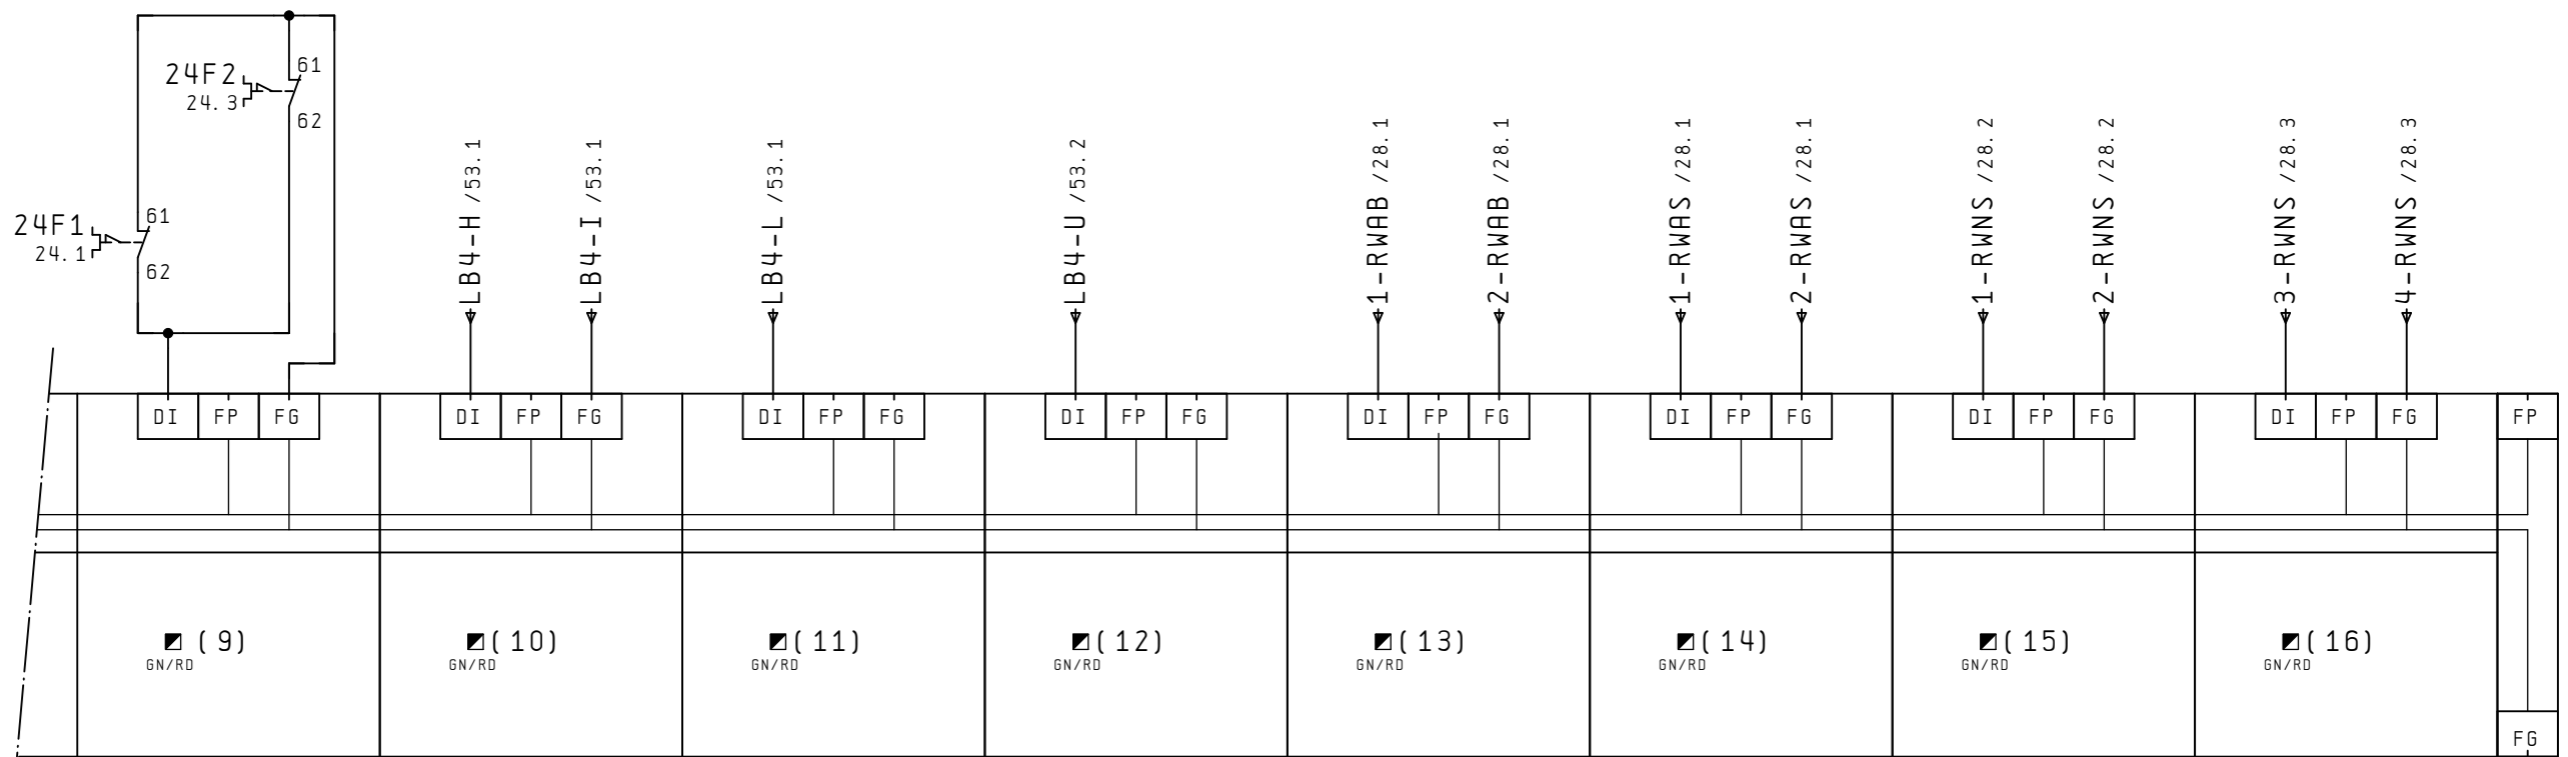 61
24F2
24.3
62
61
24F1
24.1
62
LB4-H /53.1
LB4-I /53.1
LB4-L /53.1
LB4-U /53.2
1-RWAB /28.1
2-RWAB /28.1
1-RWAS /28.1
2-RWAS /28.1
1-RWNS /28.2
2-RWNS /28.2
3-RWNS /28.3
4-RWNS /28.3
DI FP FG DI FP FG DI FP FG DI FP FG DI FP FG DI FP FG DI FP FG DI FP FG FP
(9) (10) (11) (12) (13) (14) (15) (16)
GN/RD GN/RD GN/RD GN/RD GN/RD GN/RD GN/RD GN/RD
FG